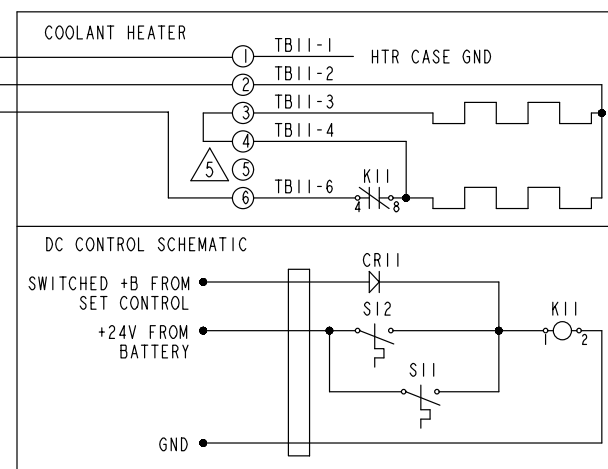 COOLANT HEATER
1 TB11-1 HTR CASE GND
2 TB11-2
3 TB11-3
4 TB11-4
5 5
6 TB11-6 4 K11 8
DC CONTROL SCHEMATIC
CR11
SWITCHED +B FROM
SET CONTROL
S12
K11
+24V FROM
BATTERY
1 2
S11
GND